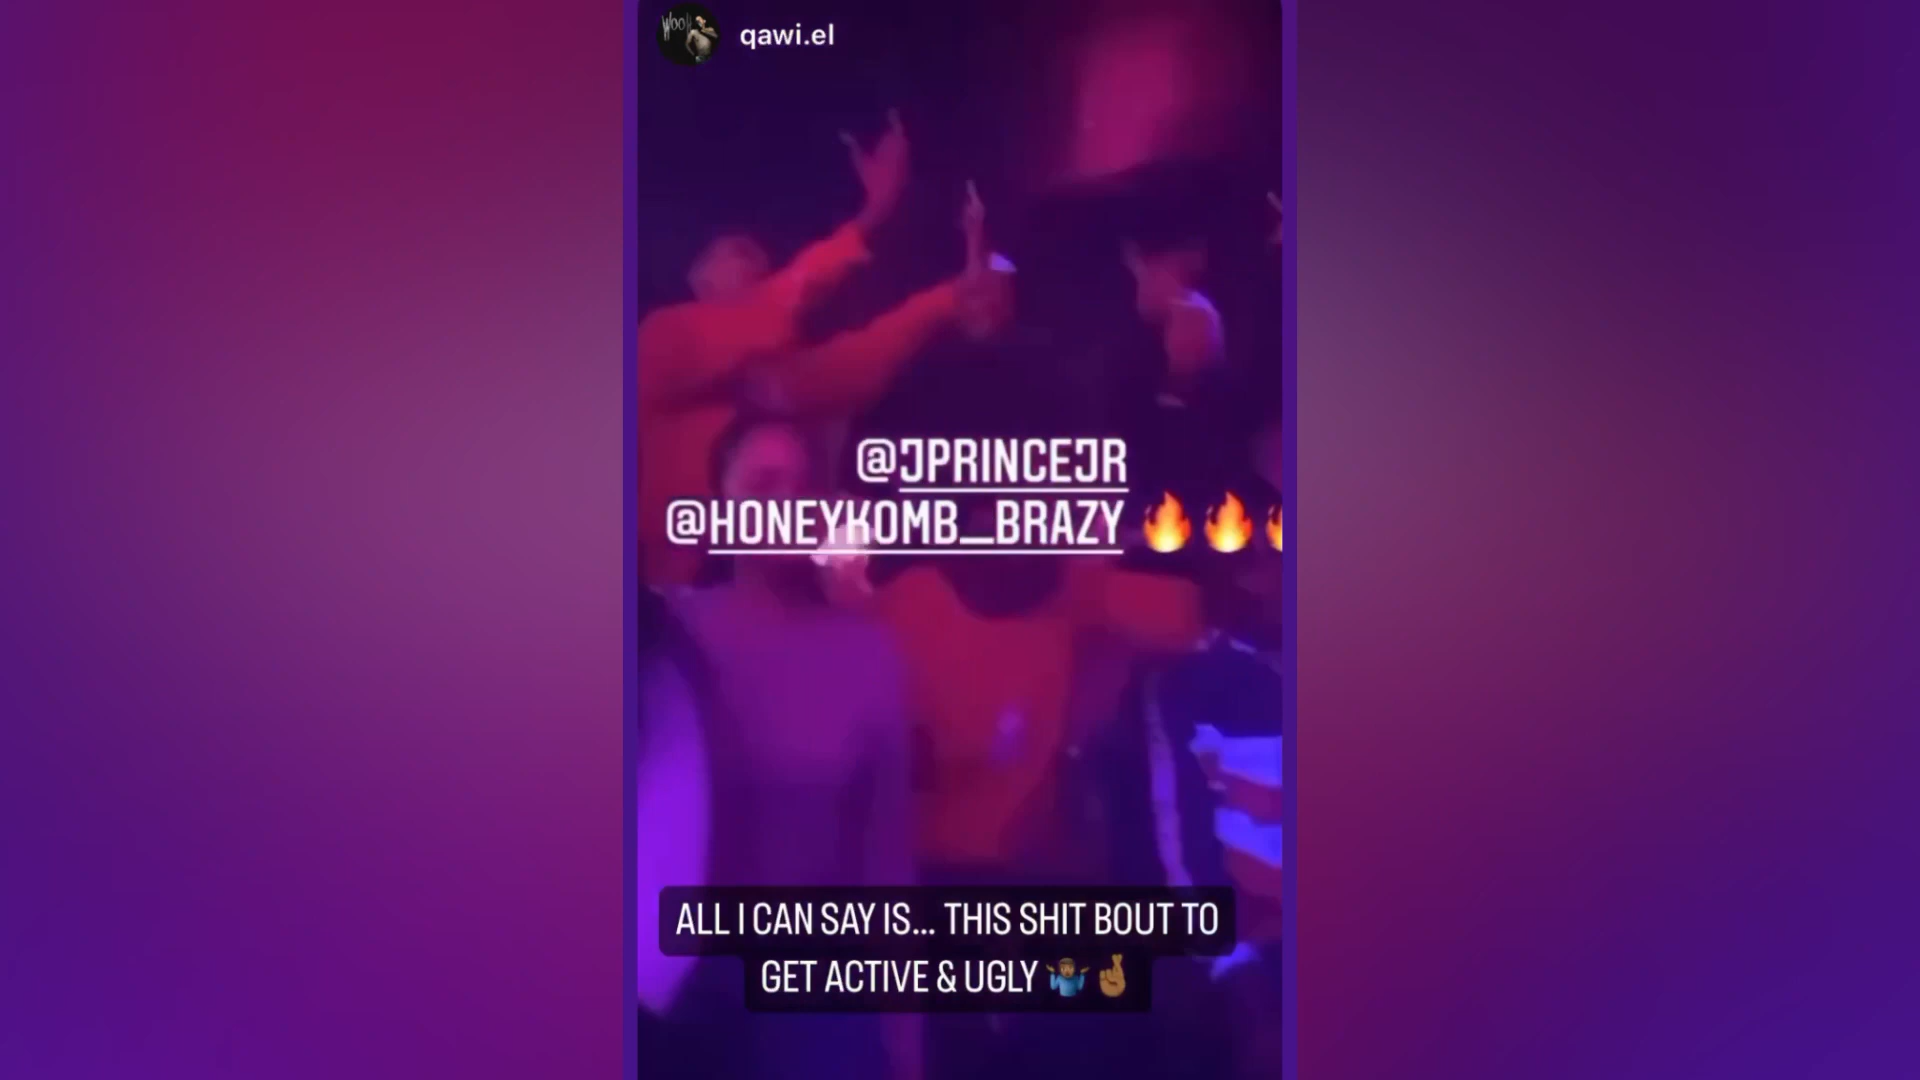 qawi.el
@JPRINCEJR
@HONEYKOMB_BRAZY 🔥🔥🔥
ALL I CAN SAY IS... THIS SHIT BOUT TO
GET ACTIVE & UGLY 🤷🏾‍♂️🤞🏾